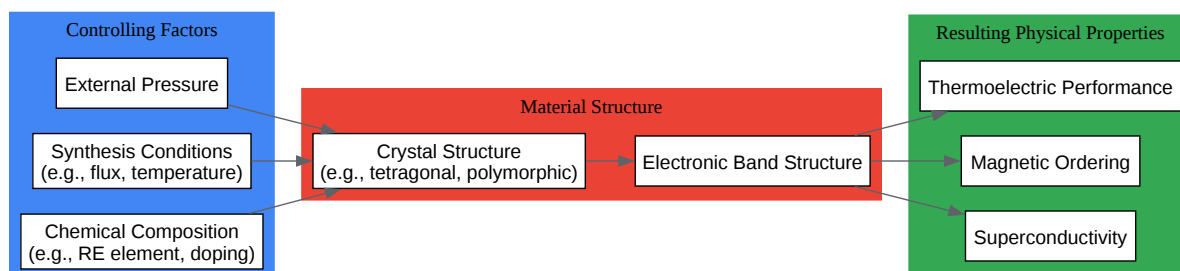 Controlling Factors
External Pressure
Synthesis Conditions
(e.g., flux, temperature)
Chemical Composition
(e.g., RE element, doping)
Material Structure
Crystal Structure
(e.g., tetragonal, polymorphic)
Electronic Band Structure
Resulting Physical Properties
Thermoelectric Performance
Magnetic Ordering
Superconductivity